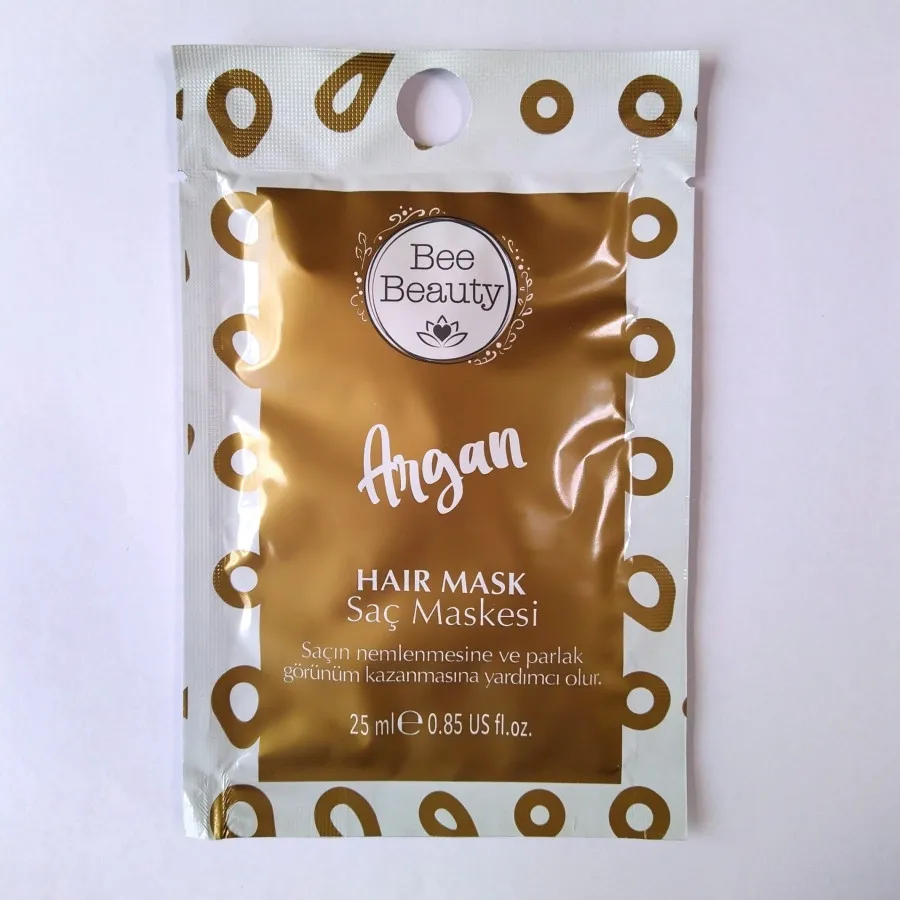 Bee
Beauty
Argan
HAIR MASK
Saç Maskesi
Saçın nemlenmesine ve parlak
görünüm kazanmasına yardımcı olur.
25 ml℮0.85 US fl.oz.